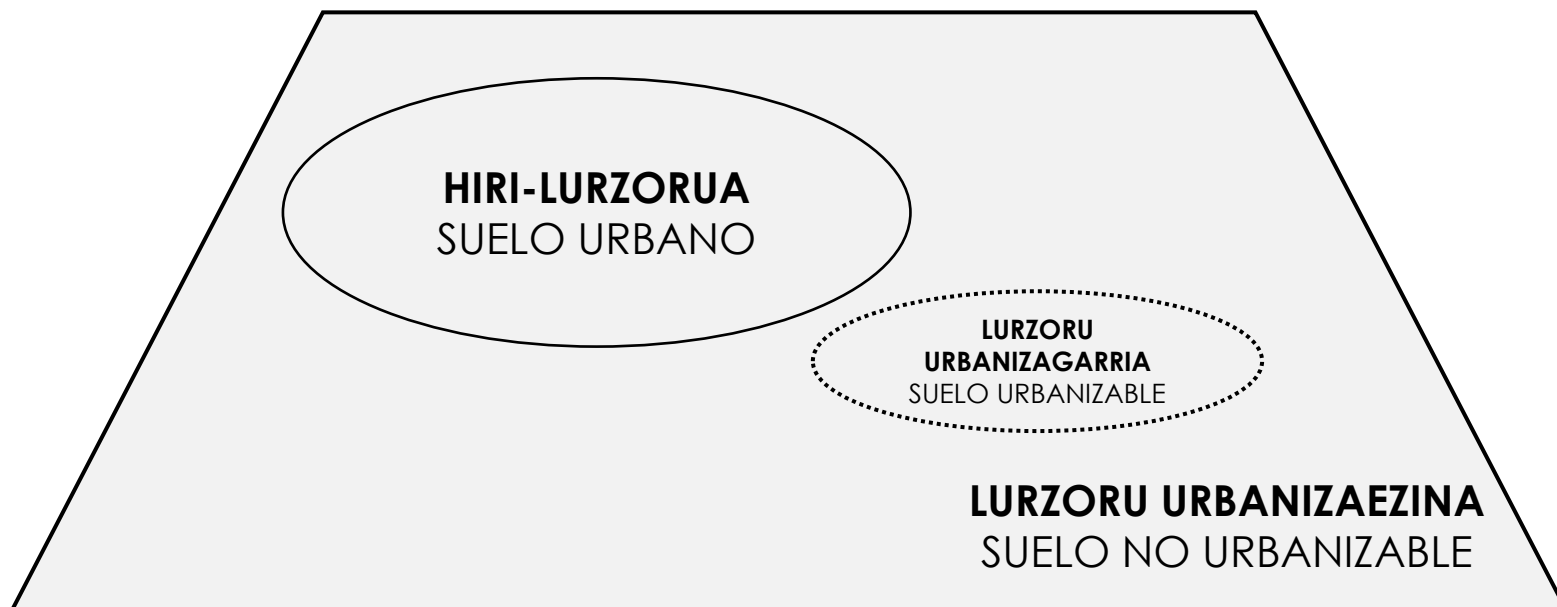 HIRI-LURZORUA
SUELO URBANO
LURZORU
URBANIZAGARRIA
SUELO URBANIZABLE
LURZORU URBANIZAEZINA
SUELO NO URBANIZABLE